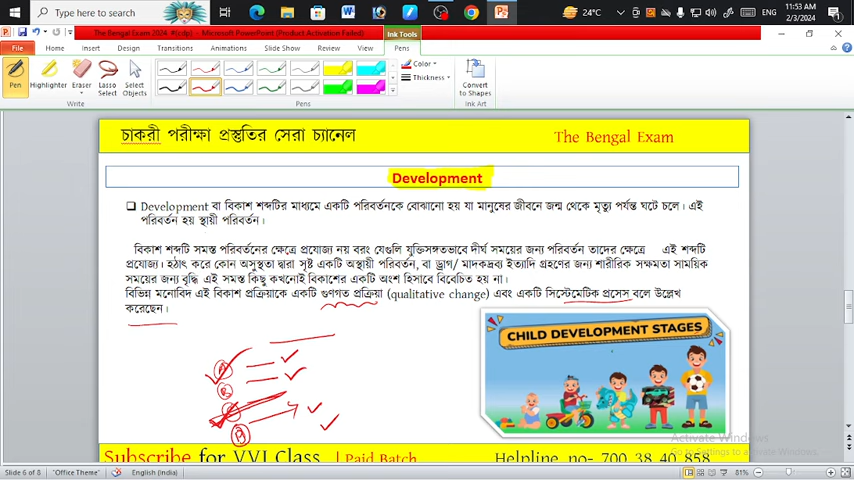 Type here to search
24°C
ENG
11:53 AM
2/3/2024
The Bengal Exam 2024_P(cdp) - Microsoft PowerPoint (Product Activation Failed)
Ink Tools
File Home Insert Design Transitions Animations Slide Show Review View Pens
Pen Highlighter Eraser Lasso Select Select Objects
Color
Thickness
Convert to Shapes
Write Pens Ink Art
চাকরী পরীক্ষা প্রস্তুতির সেরা চ্যানেল The Bengal Exam
Development
Development বা বিকাশ শব্দটির মাধ্যমে একটি পরিবর্তনকে বোঝানো হয় যা মানুষের জীবনে জন্ম থেকে মৃত্যু পর্যন্ত ঘটে চলে। এই
পরিবর্তন হয় স্থায়ী পরিবর্তন।
বিকাশ শব্দটি সমস্ত পরিবর্তনের ক্ষেত্রে প্রযোজ্য নয় বরং যেগুলি যুক্তিসঙ্গতভাবে দীর্ঘ সময়ের জন্য পরিবর্তন তাদের ক্ষেত্রে এই শব্দটি
প্রযোজ্য। হঠাৎ করে কোন অসুস্থতা দ্বারা সৃষ্ট একটি অস্থায়ী পরিবর্তন, বা ড্রাগ/ মাদকদ্রব্য ইত্যাদি গ্রহণের জন্য শারীরিক সক্ষমতা সাময়িক
সময়ের জন্য বৃদ্ধি এই সমস্ত কিছু কখনোই বিকাশের একটি অংশ হিসাবে বিবেচিত হয় না।
বিভিন্ন মনোবিদ এই বিকাশ প্রক্রিয়াকে একটি গুণগত প্রক্রিয়া (qualitative change) এবং একটি সিস্টেমেটিক প্রসেস বলে উল্লেখ
করেছেন।
CHILD DEVELOPMENT STAGES
A
B
B
Activate Windows
Go to Settings to activate Windows.
Subscribe for VVI Class | Paid Batch Helpline no- 700 38 40 858
Slide 6 of 8 "Office Theme" English (India) 81%